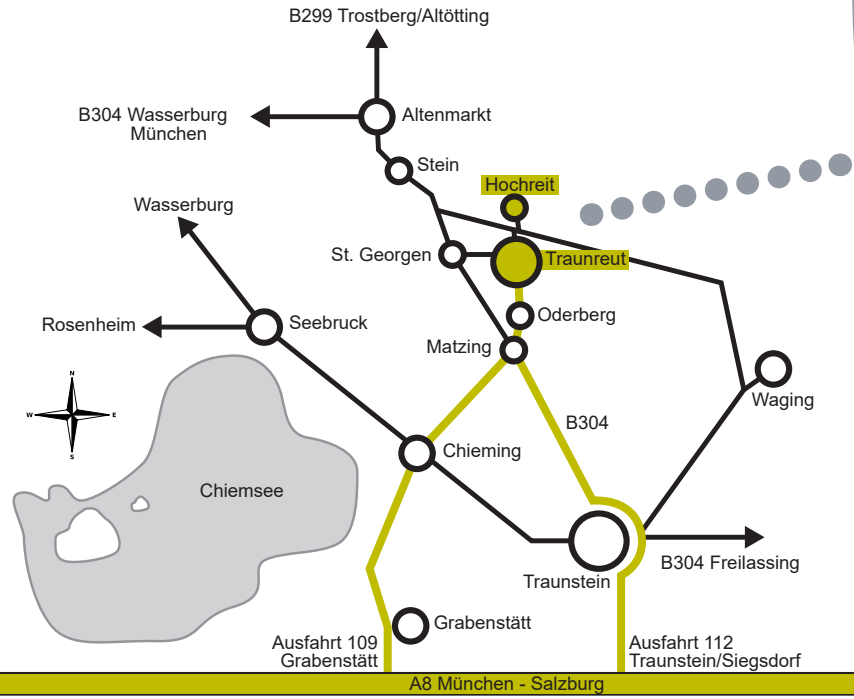 B299 Trostberg/Altötting
B304 Wasserburg
München
Altenmarkt
Stein
Hochreit
Wasserburg
St. Georgen
Traunreut
Rosenheim
Seebruck
Oderberg
Matzing
N
W
E
S
Waging
B304
Chieming
Chiemsee
B304 Freilassing
Traunstein
Grabenstätt
Ausfahrt 109
Grabenstätt
Ausfahrt 112
Traunstein/Siegsdorf
A8 München - Salzburg